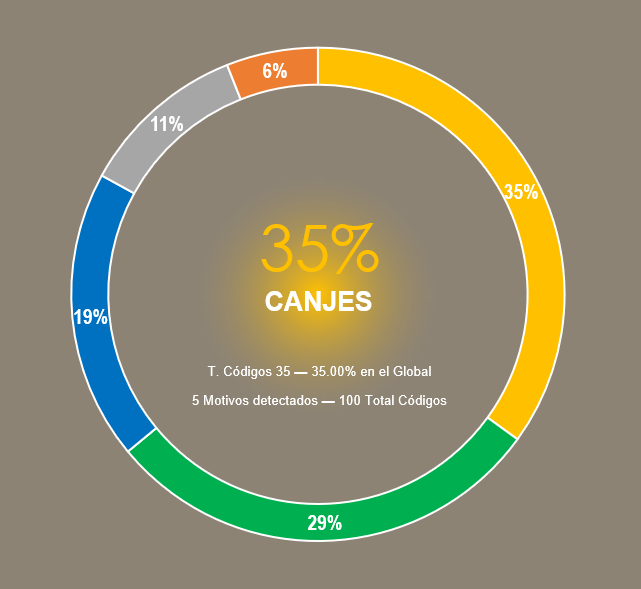 6%
11%
35%
35%
CANJES
19%
T. Códigos 35 — 35.00% en el Global
5 Motivos detectados — 100 Total Códigos
29%